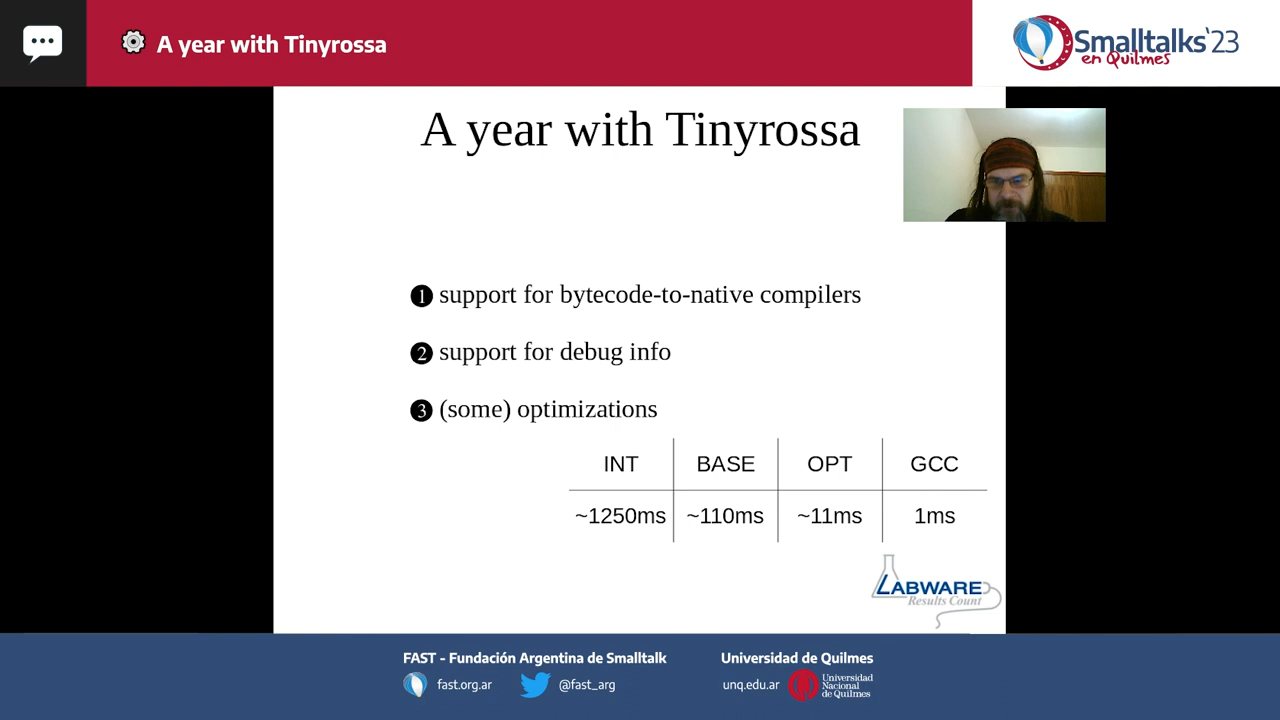 A year with Tinyrossa
Smalltalks'23
en Quilmes
A year with Tinyrossa
❶ support for bytecode-to-native compilers
❷ support for debug info
❸ (some) optimizations
INT BASE OPT GCC
~1250ms ~110ms ~11ms 1ms
LABWARE
Results Count
FAST - Fundación Argentina de Smalltalk
Universidad de Quilmes
fast.org.ar
@fast_arg
unq.edu.ar
Universidad
Nacional
de Quilmes